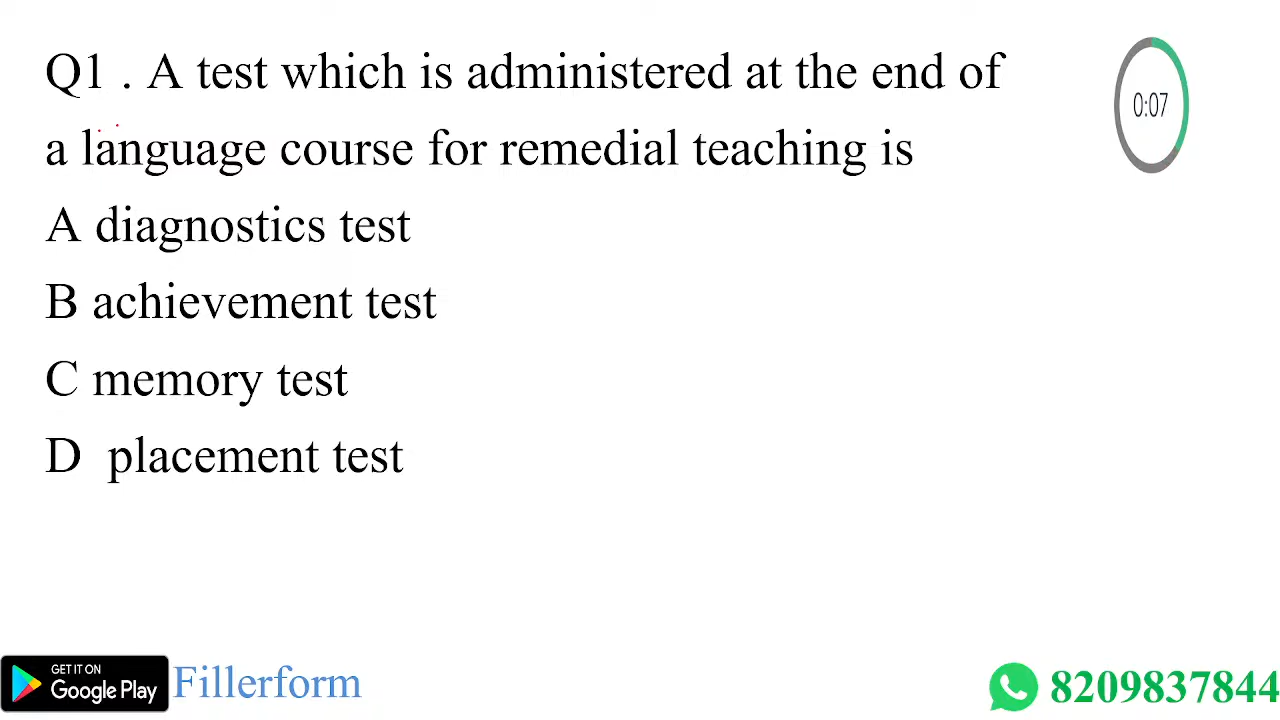 Q1 . A test which is administered at the end of
0:07
a language course for remedial teaching is
A diagnostics test
B achievement test
C memory test
D placement test
GET IT ON
Google Play
Fillerform
8209837844